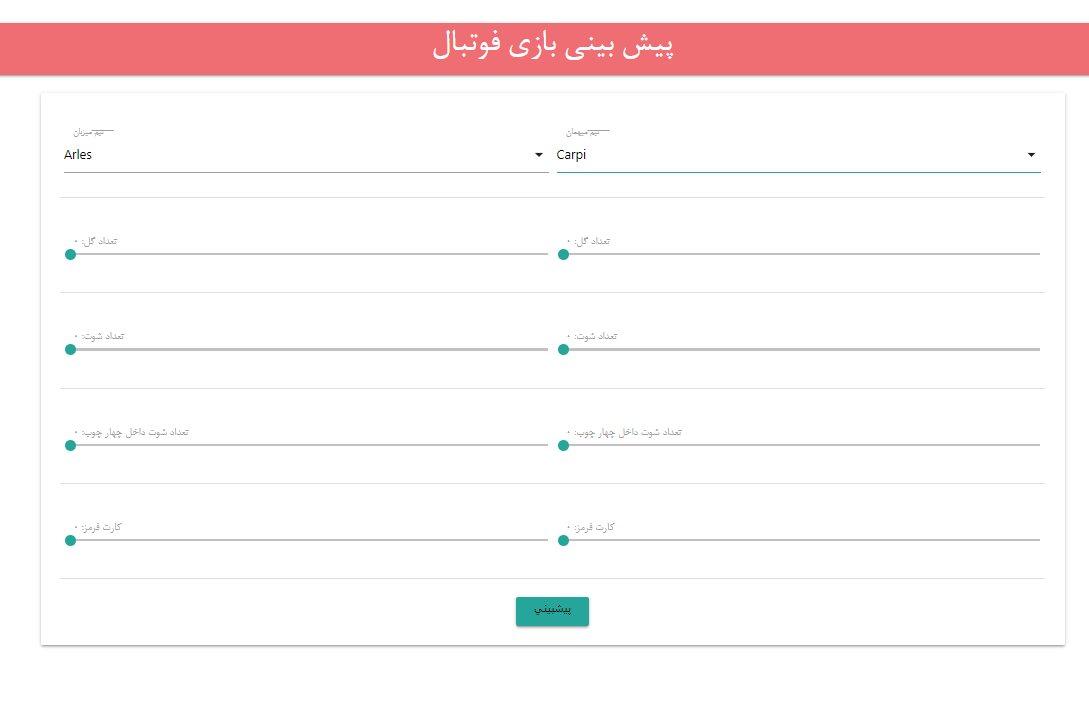 پیش بینی بازی فوتبال
تیم میزبان
Arles
تیم میهمان
Carpi
تعداد گل: ۰
تعداد گل: ۰
تعداد شوت: ۰
تعداد شوت: ۰
تعداد شوت داخل چهار چوب: ۰
تعداد شوت داخل چهار چوب: ۰
کارت قرمز: ۰
کارت قرمز: ۰
پیشبیني